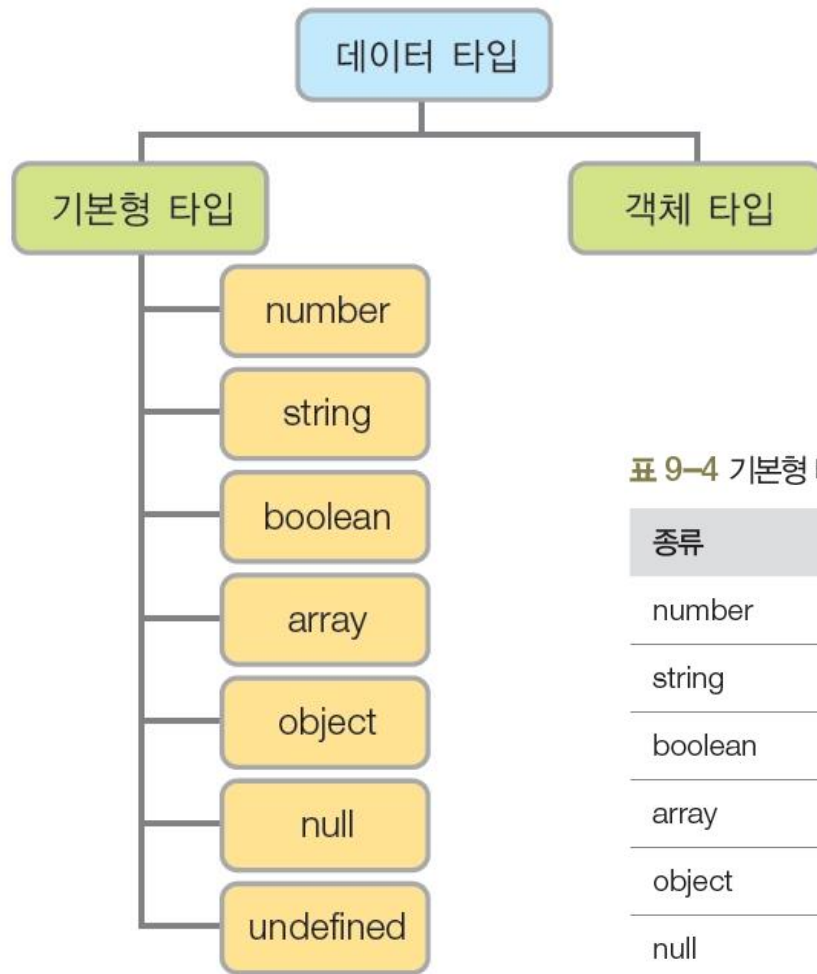 데이터 타입
기본형 타입
객체 타입
number
string
boolean
array
object
null
undefined
표 9-4 기본형
종류
number
string
boolean
array
object
null